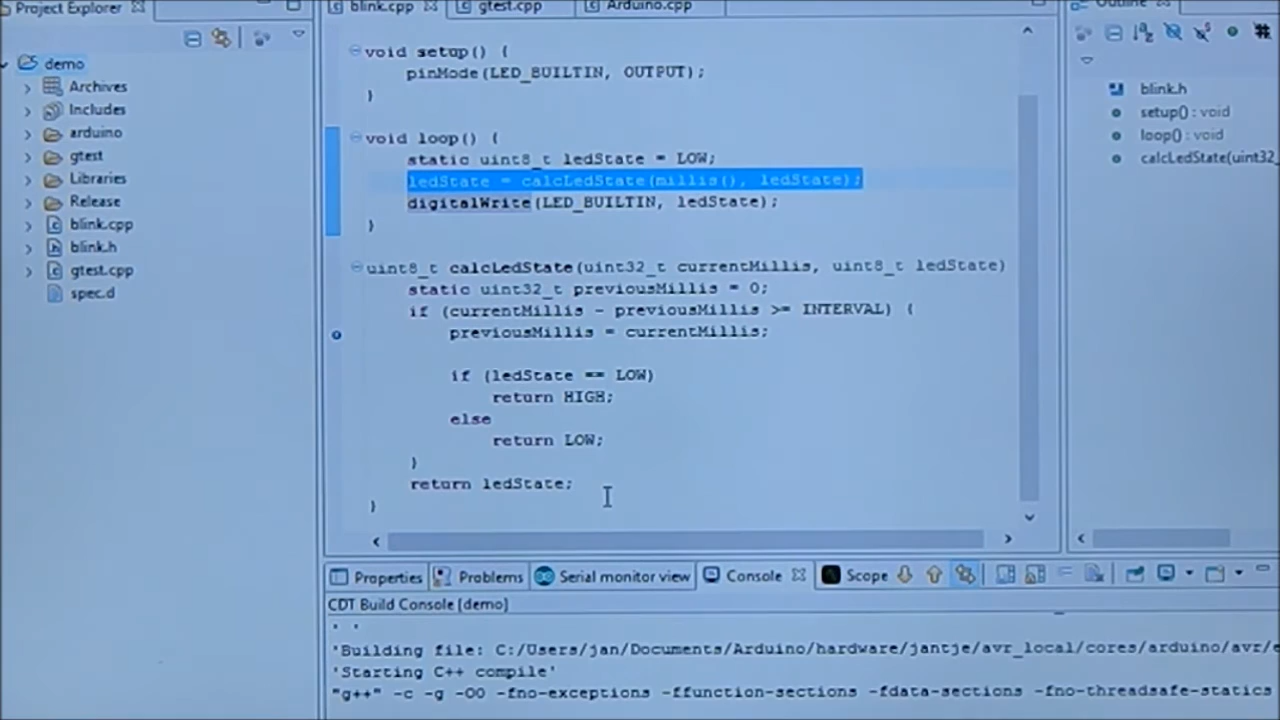 Project Explorer
demo
Archives
Includes
arduino
gtest
Libraries
Release
blink.cpp
blink.h
gtest.cpp
spec.d
blink.cpp
gtest.cpp
Arduino.cpp
void setup() {
pinMode(LED_BUILTIN, OUTPUT);
}
void loop() {
static uint8_t ledState = LOW;
ledState = calcLedState(millis(), ledState);
digitalWrite(LED_BUILTIN, ledState);
}
uint8_t calcLedState(uint32_t currentMillis, uint8_t ledState)
static uint32_t previousMillis = 0;
if (currentMillis - previousMillis >= INTERVAL) {
previousMillis = currentMillis;
if (ledState == LOW)
return HIGH;
else
return LOW;
}
return ledState;
}
Outline
blink.h
setup() : void
loop() : void
calcLedState(uint32
Properties
Problems
Serial monitor view
Console
Scope
CDT Build Console [demo]
' '
'Building file: C:/Users/jan/Documents/Arduino/hardware/jantje/avr_local/cores/arduino/avr/
'Starting C++ compile'
"g++" -c -g -O0 -fno-exceptions -ffunction-sections -fdata-sections -fno-threadsafe-statics